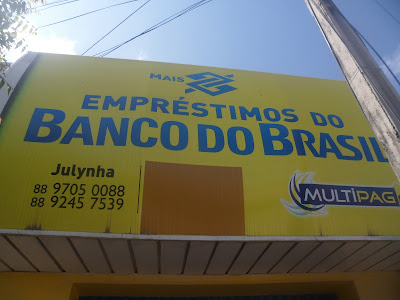 MAIS
EMPRÉSTIMOS DO
BANCO DO BRASIL
Julynha
88 9705 0088
88 9245 7539
MULTIPAG